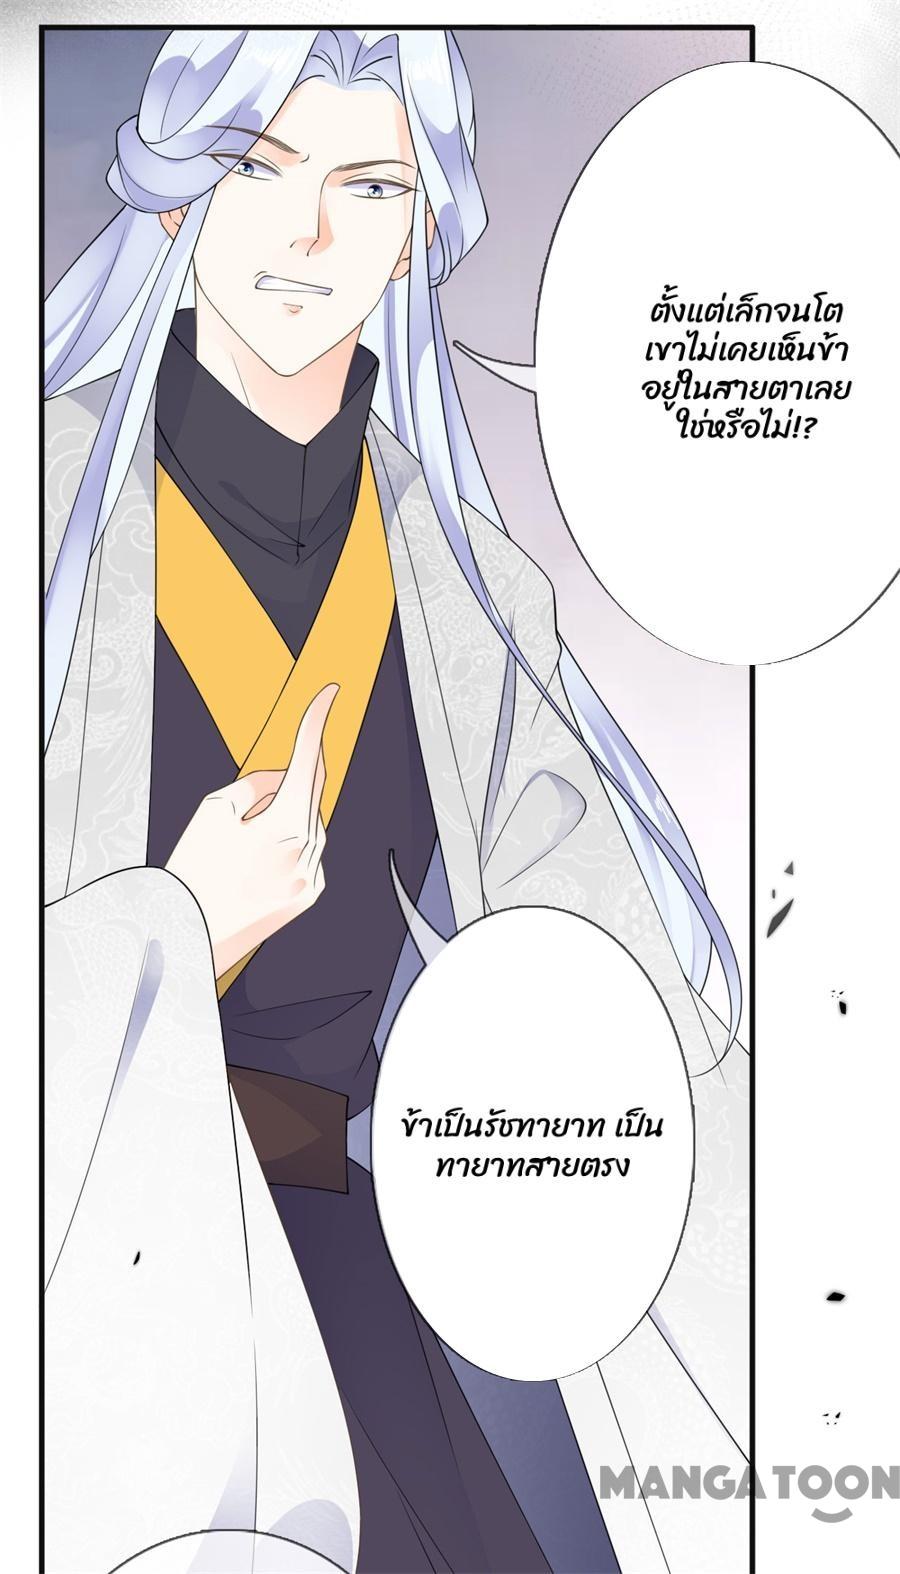 ตั้งแต่เล็กจนโต
เขาไม่เคยเห็นข้า
อยู่ในสายตาเลย
ใช่หรือไม่!?
ข้าเป็นรัชทายาท เป็น
ทายาทสายตรง
MANGATOON